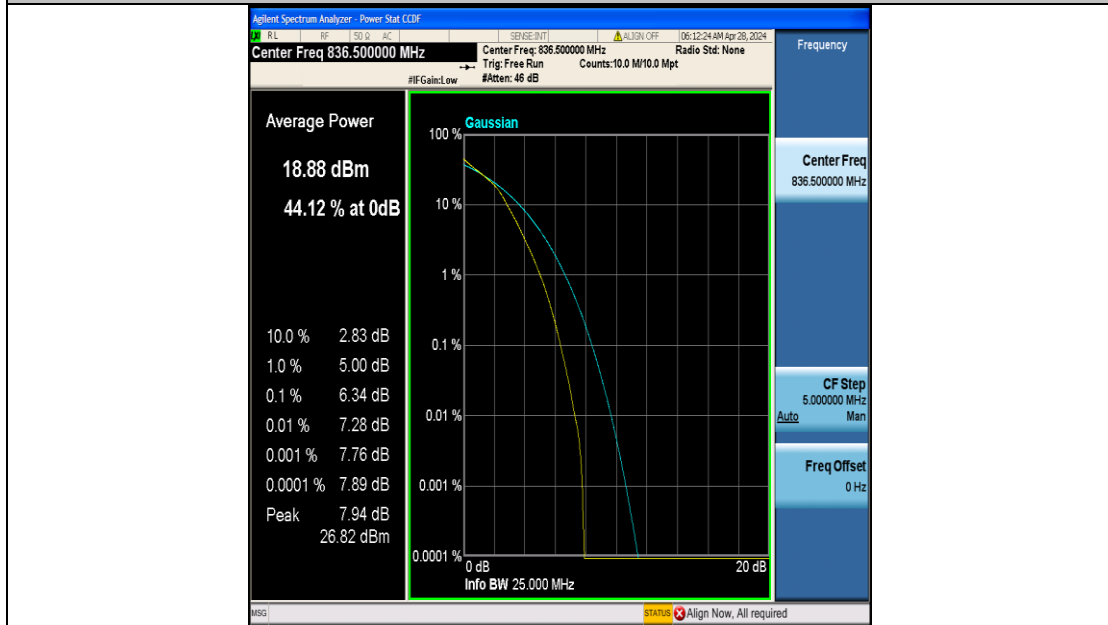 Agilent Spectrum Analyzer - Power Stat CCDF
RL RF 50 Ω AC SENSE:INT ALIGN OFF 06:12:24 AM Apr 28, 2024
Center Freq 836.500000 MHz
Center Freq: 836.500000 MHz Radio Std: None
Trig: Free Run Counts:10.0 M/10.0 Mpt
#IFGain:Low #Atten: 46 dB
Frequency
Average Power
18.88 dBm
44.12 % at 0dB
10.0 % 2.83 dB
1.0 % 5.00 dB
0.1 % 6.34 dB
0.01 % 7.28 dB
0.001 % 7.76 dB
0.0001 % 7.89 dB
Peak 7.94 dB
26.82 dBm
Gaussian
100 %
10 %
1 %
0.1 %
0.01 %
0.001 %
0.0001 %
0 dB 20 dB
Info BW 25.000 MHz
Center Freq
836.500000 MHz
CF Step
5.000000 MHz
Auto Man
Freq Offset
0 Hz
MSG STATUS Align Now, All required